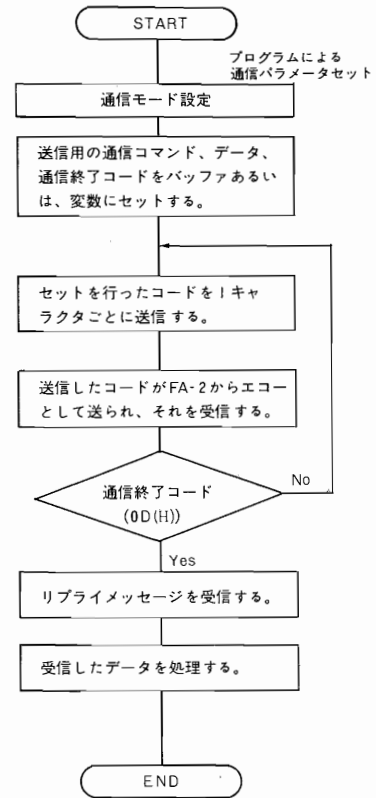 START
プログラムによる
通信パラメータセット
通信モード設定
送信用の通信コマンド、データ、
通信終了コードをバッファあるい
は、変数にセットする。
セットを行ったコードを1キャ
ラクタごとに送信する。
送信したコードがFA-2からエコー
として送られ、それを受信する。
通信終了コード
(0D(H))
No
Yes
リプライメッセージを受信する。
受信したデータを処理する。
END